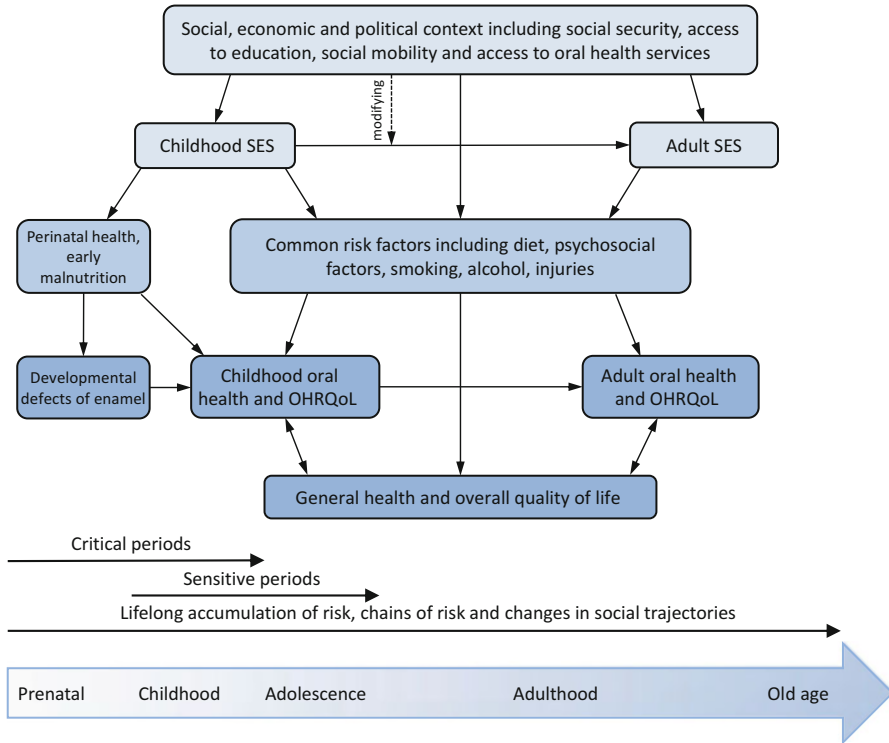 Social, economic and political context including social security, access
to education, social mobility and access to oral health services
modifying
Childhood SES
Adult SES
Perinatal health,
early
malnutrition
Common risk factors including diet, psychosocial
factors, smoking, alcohol, injuries
Developmental
defects of enamel
Childhood oral
health and OHRQoL
Adult oral health
and OHRQoL
General health and overall quality of life
Critical periods
Sensitive periods
Lifelong accumulation of risk, chains of risk and changes in social trajectories
Prenatal Childhood Adolescence Adulthood Old age